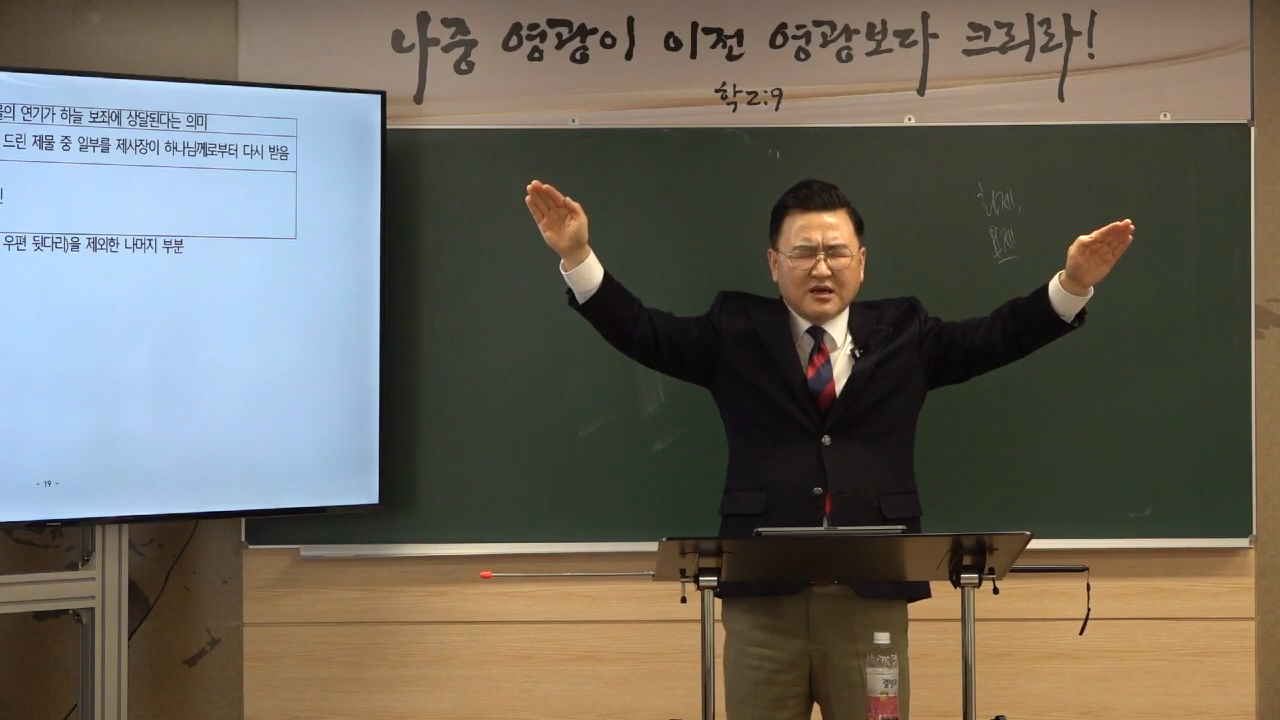 나중 영광이 이전 영광보다 크리라!
학2:9
물의 연기가 하늘 보좌에 상달된다는 의미
드린 제물 중 일부를 제사장이 하나님께로부터 다시 받음
우편 뒷다리)을 제외한 나머지 부분
- 19 -
요제